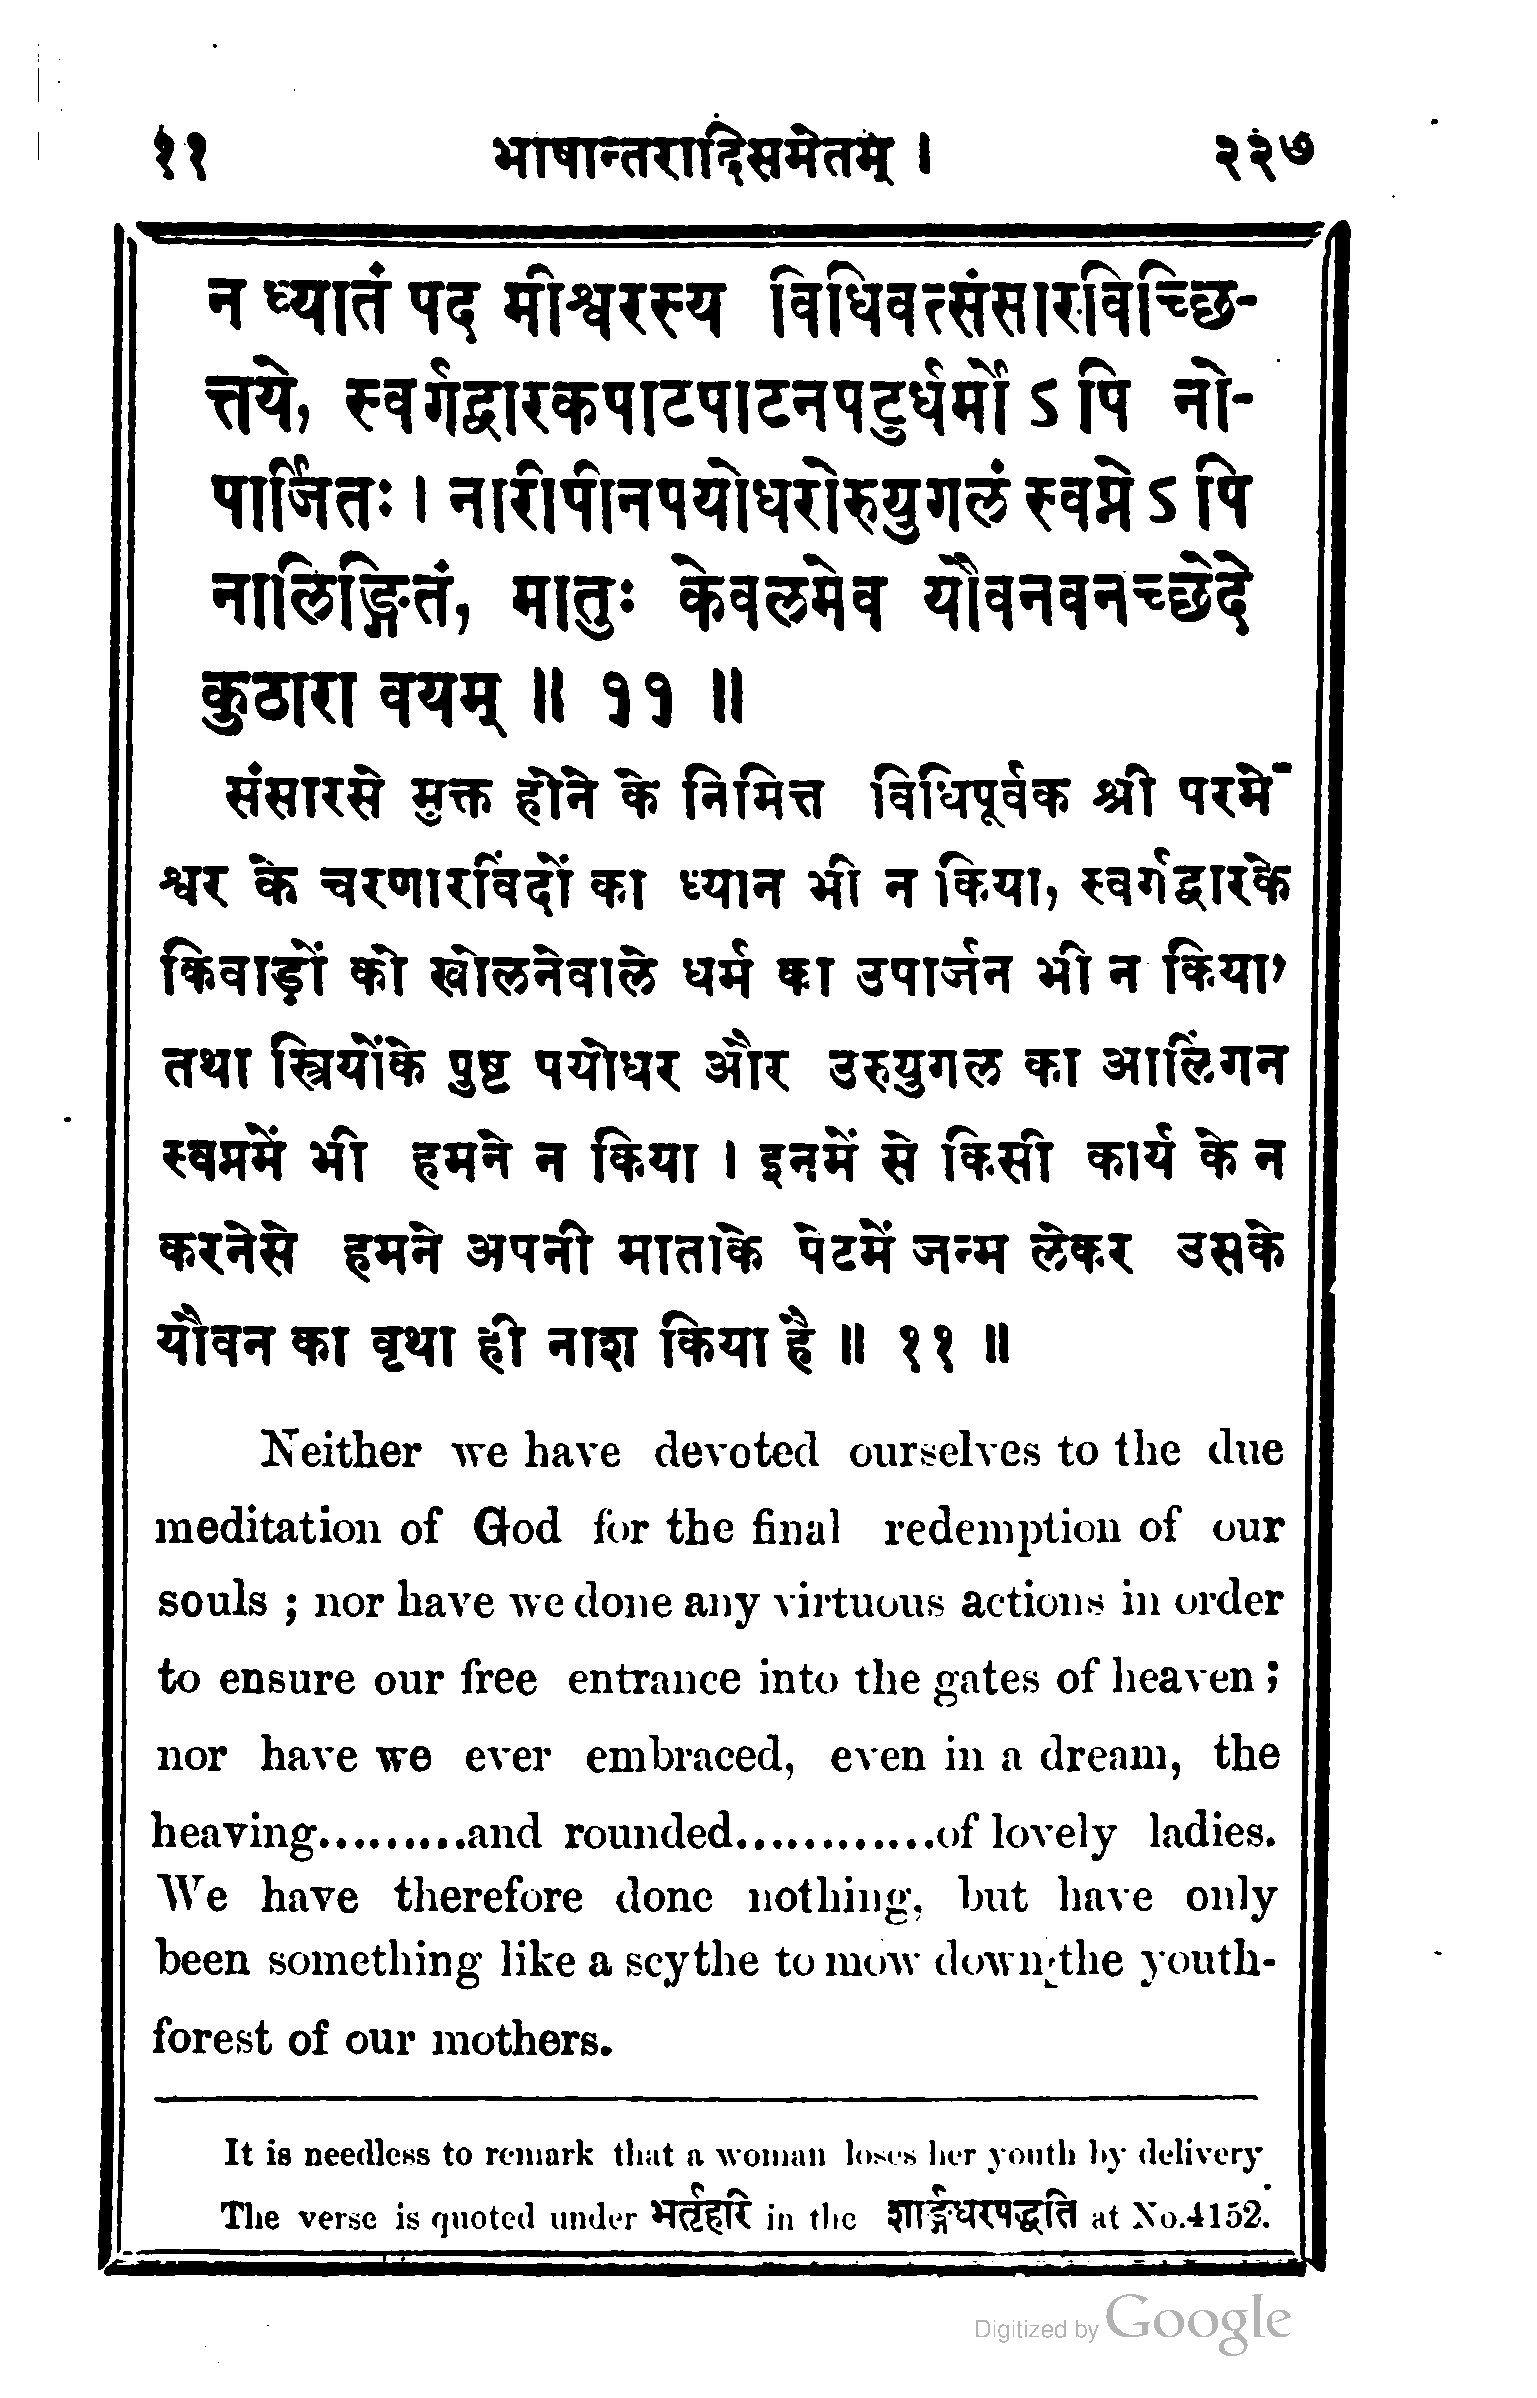 ११ भाषान्तरादिसमेतम् । २३७
न ध्यातं पद मीश्वरस्य विधिवत्संसारविच्छि-
त्तये, स्वर्गद्वारकपाटपाटनपटुर्धर्मो ऽ पि नो-
पार्जितः । नारीपीनपयोधरोरुयुगलं स्वप्ने ऽ पि
नालिङ्गितं, मातुः केवलमेव यौवनवनच्छेदे
कुठारा वयम् ॥ ११ ॥
संसारसे मुक्त होने के निमित्त विधिपूर्वक श्री परमे-
श्वर के चरणारविंदों का ध्यान भी न किया, स्वर्गद्वारके
किवाड़ों को खोलनेवाले धर्म का उपार्जन भी न किया,
तथा स्त्रियोंके पुष्ट पयोधर और उरुयुगल का आलिंगन
स्वप्नमें भी हमने न किया । इनमें से किसी कार्य के न
करनेसे हमने अपनी माताके पेटमें जन्म लेकर उसके
यौवन का वृथा ही नाश किया है ॥ ११ ॥
Neither we have devoted ourselves to the due
meditation of God for the final redemption of our
souls ; nor have we done any virtuous actions in order
to ensure our free entrance into the gates of heaven ;
nor have we ever embraced, even in a dream, the
heaving.........and rounded............of lovely ladies.
We have therefore done nothing, but have only
been something like a scythe to mow down the youth-
forest of our mothers.
It is needless to remark that a woman loses her youth by delivery
The verse is quoted under भर्तृहरि in the शार्ङ्गधरपद्धति at No.4152.
Digitized by Google